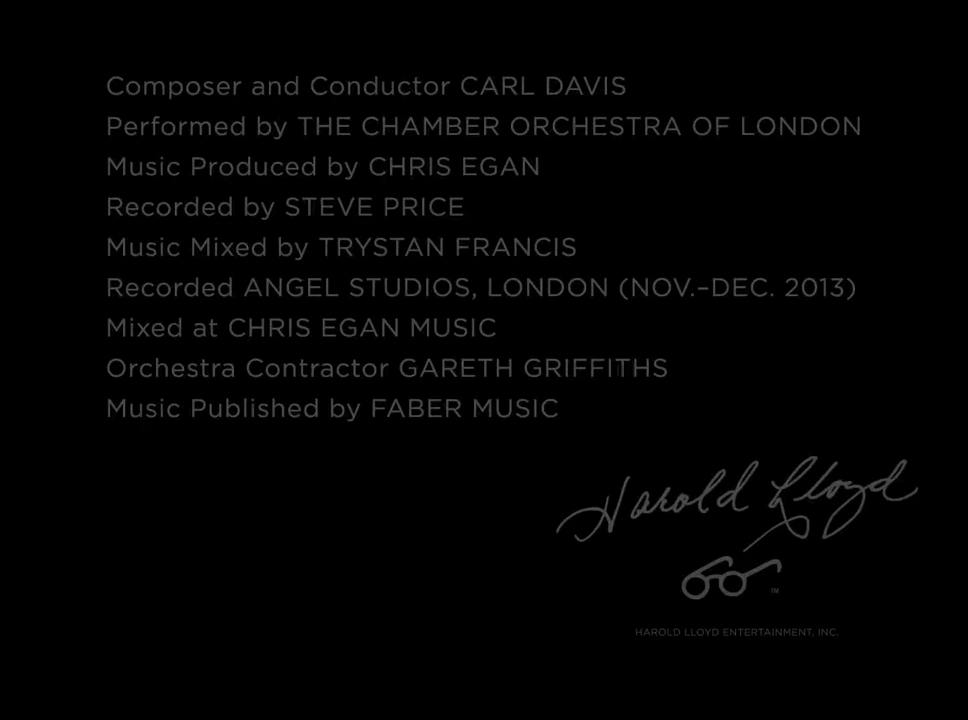 Composer and Conductor CARL DAVIS
Performed by THE CHAMBER ORCHESTRA OF LONDON
Music Produced by CHRIS EGAN
Recorded by STEVE PRICE
Music Mixed by TRYSTAN FRANCIS
Recorded ANGEL STUDIOS, LONDON (NOV.–DEC. 2013)
Mixed at CHRIS EGAN MUSIC
Orchestra Contractor GARETH GRIFFITHS
Music Published by FABER MUSIC
Harold Lloyd
TM
HAROLD LLOYD ENTERTAINMENT, INC.